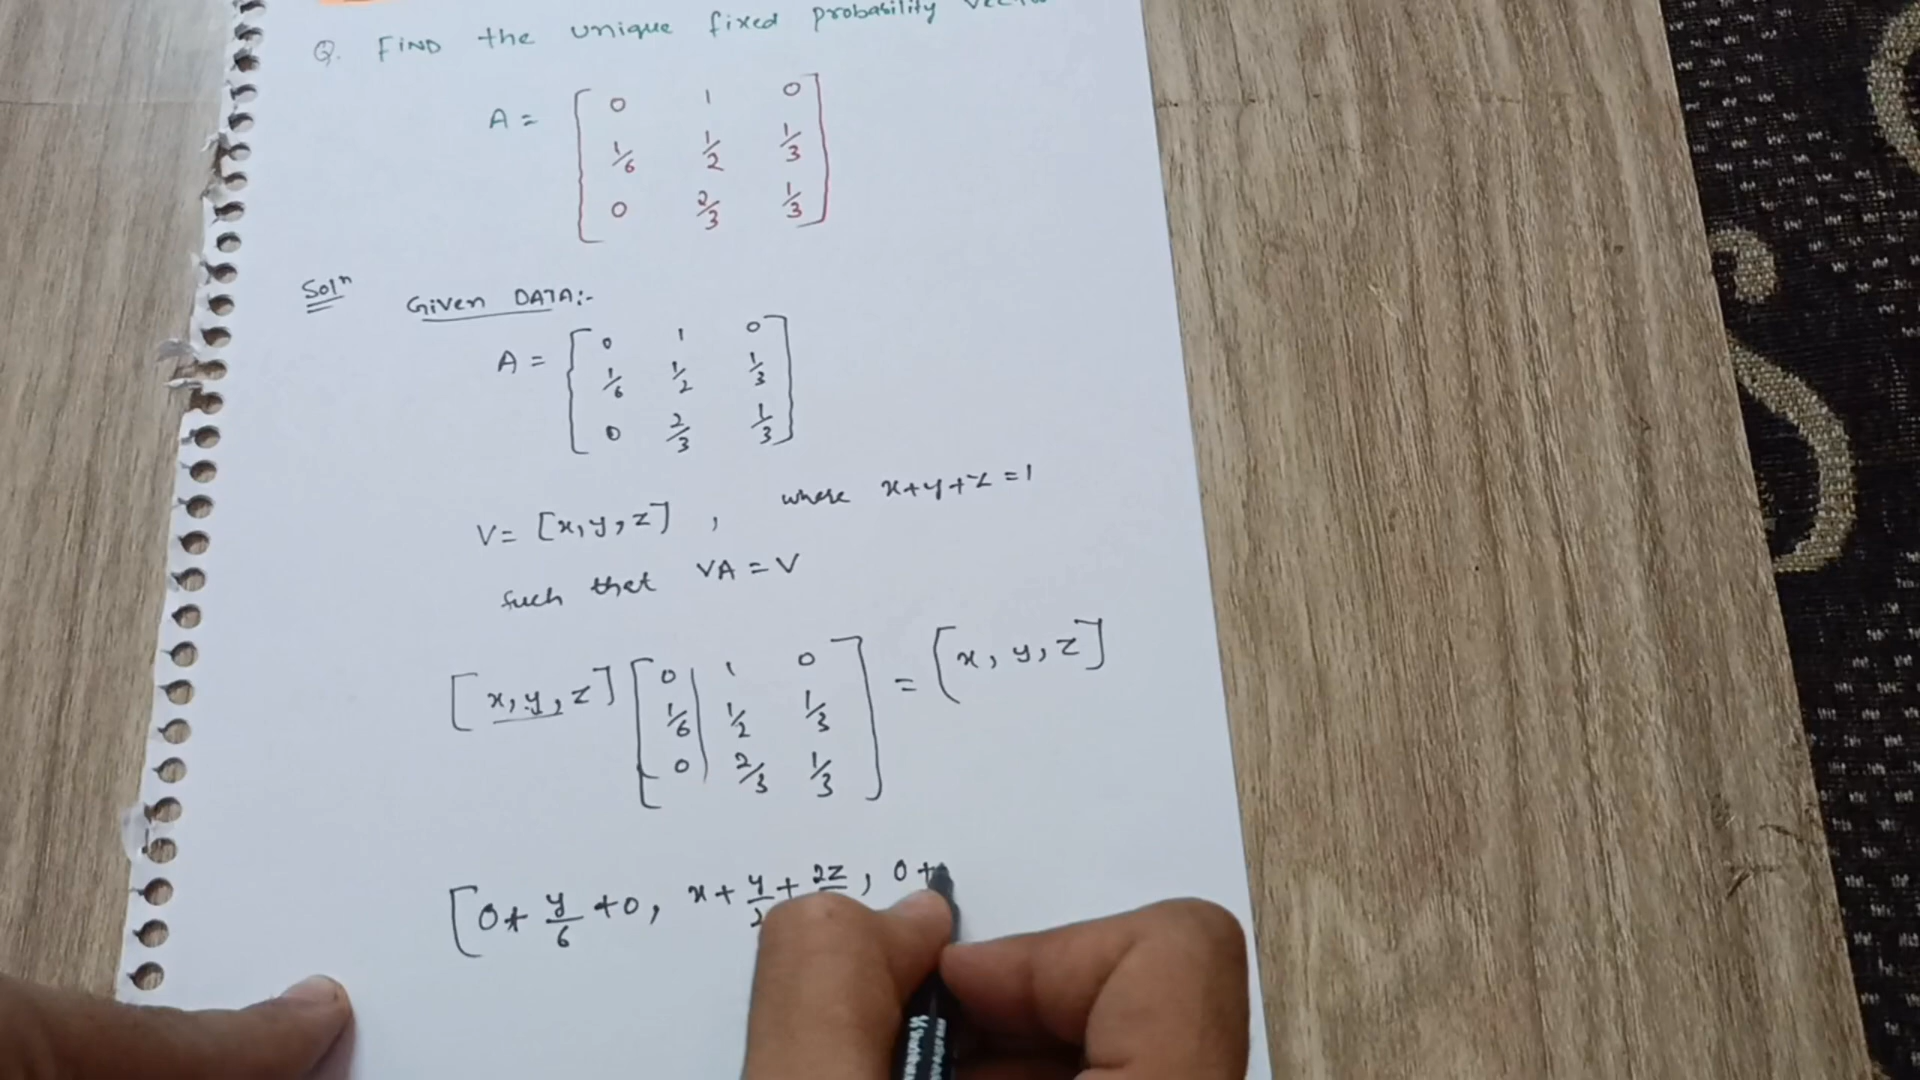 Q. FIND the unique fixed probability
A = [ 0 1 0
1/6 1/2 1/3
0 2/3 1/3 ]
Solⁿ Given DATA:-
A = [ 0 1 0
1/6 1/2 1/3
0 2/3 1/3 ]
V = [x, y, z] , where x+y+z = 1
such that VA = V
[x, y, z] [ 0 1 0
1/6 1/2 1/3
0 2/3 1/3 ] = [x, y, z]
[0 + y/6 + 0, x + y/2 + 2z , 0 +